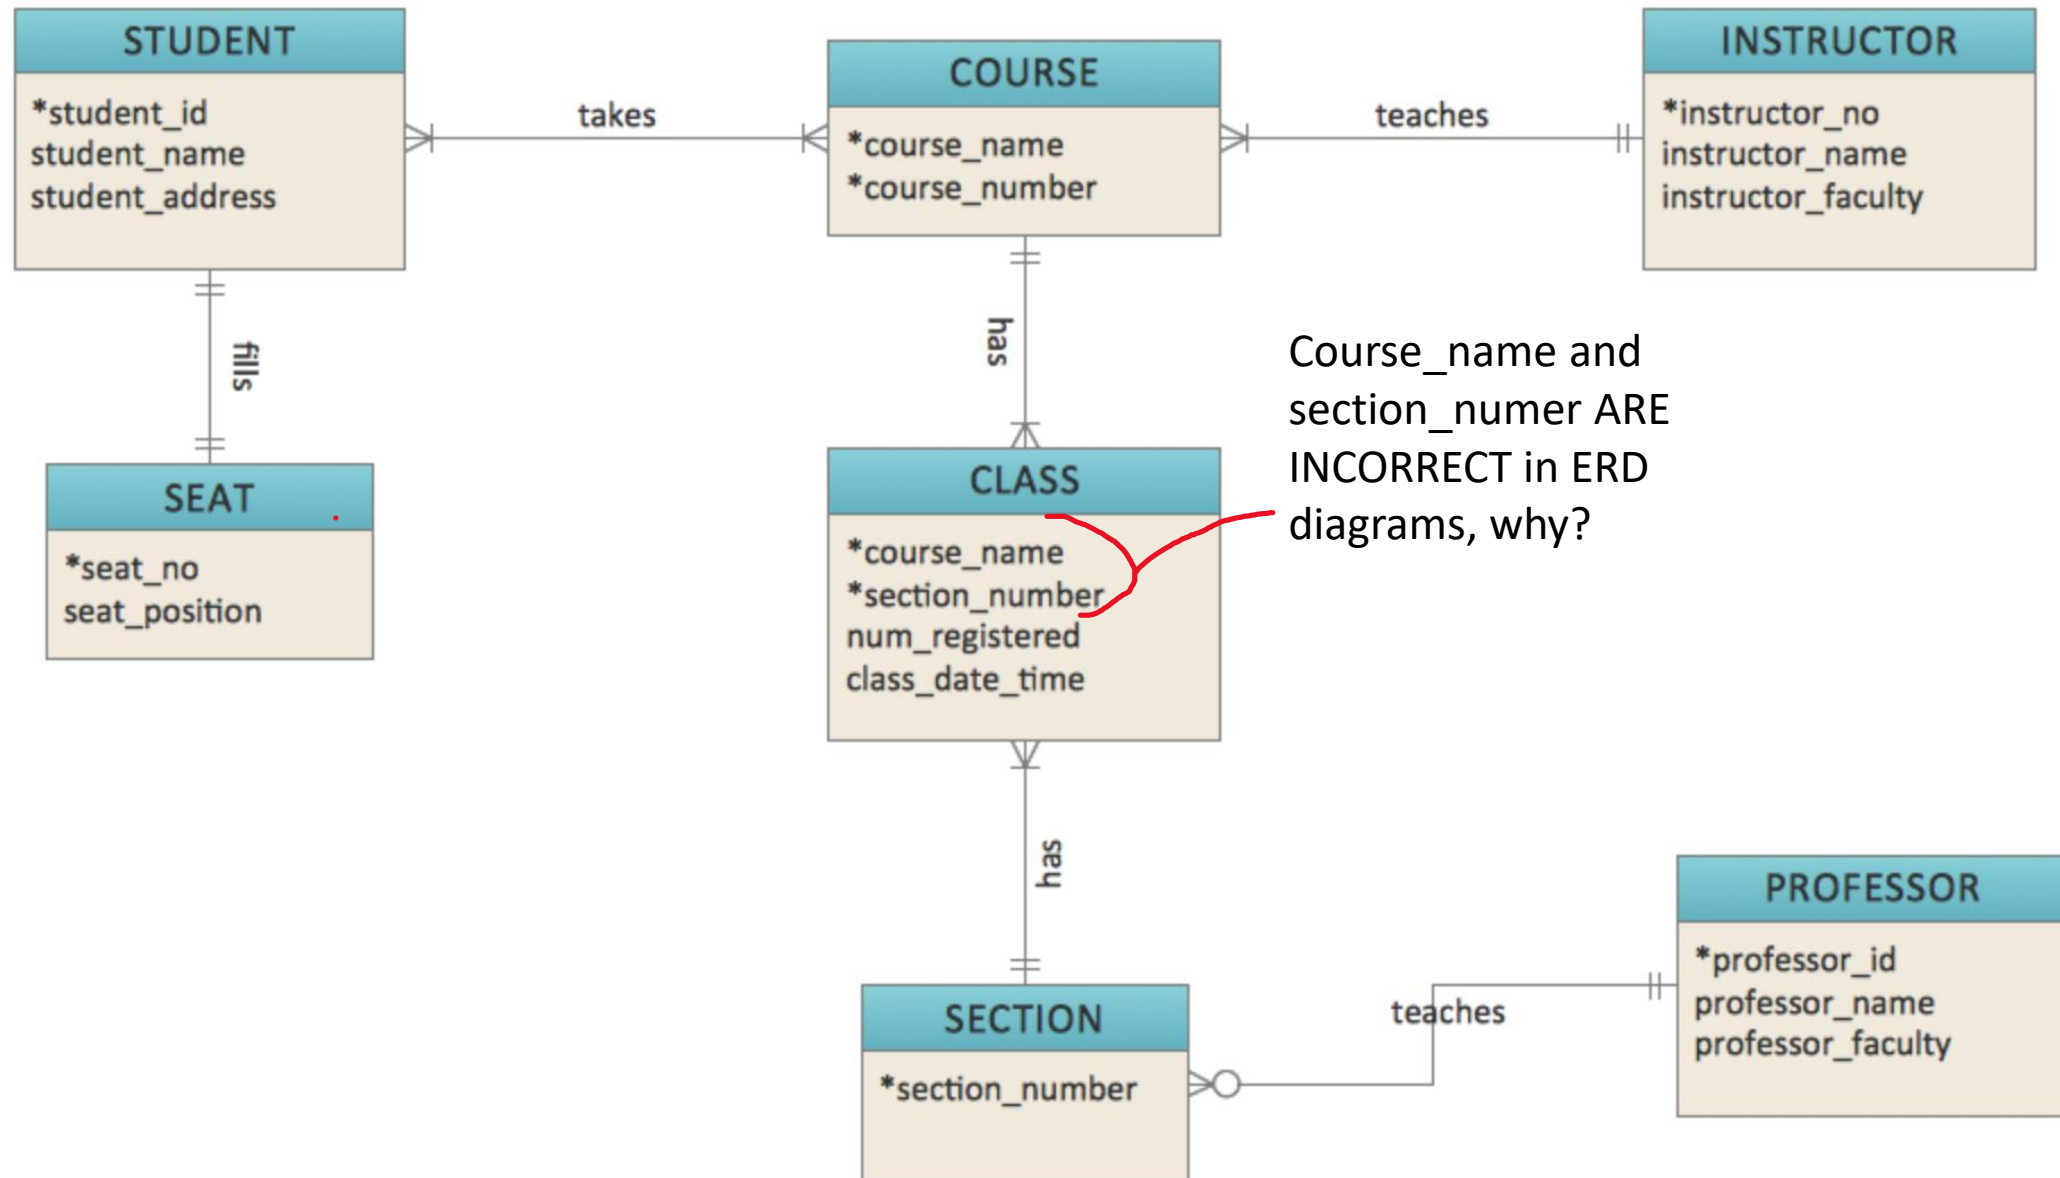 STUDENT
*student_id
student_name
student_address
takes
COURSE
*course_name
*course_number
teaches
INSTRUCTOR
*instructor_no
instructor_name
instructor_faculty
fills
has
SEAT
*seat_no
seat_position
CLASS
*course_name
*section_number
num_registered
class_date_time
Course_name and
section_numer ARE
INCORRECT in ERD
diagrams, why?
has
SECTION
*section_number
teaches
PROFESSOR
*professor_id
professor_name
professor_faculty